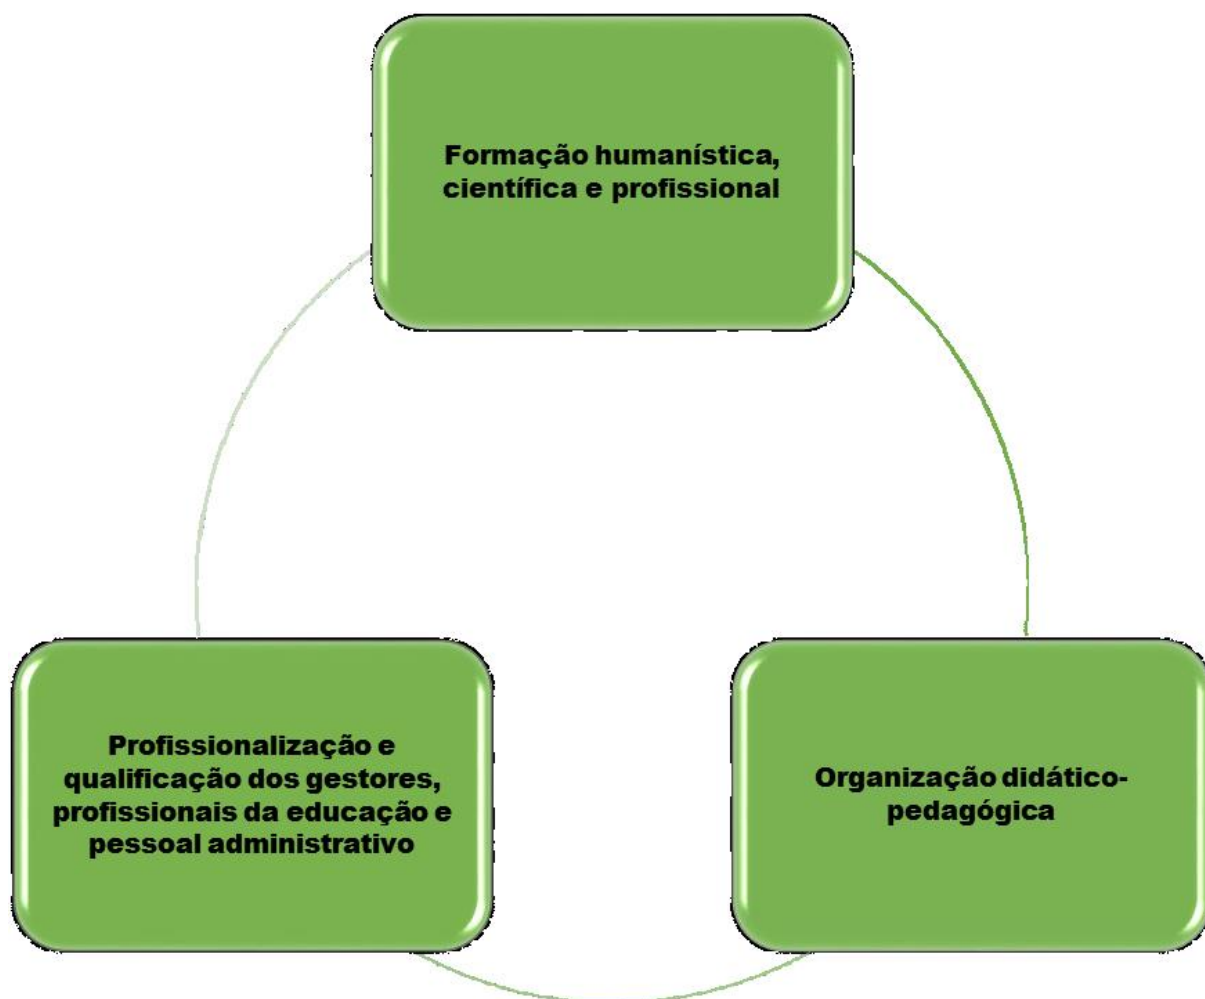 Formação humanística,
científica e profissional
Profissionalização e
qualificação dos gestores,
profissionais da educação e
pessoal administrativo
Organização didático-
pedagógica